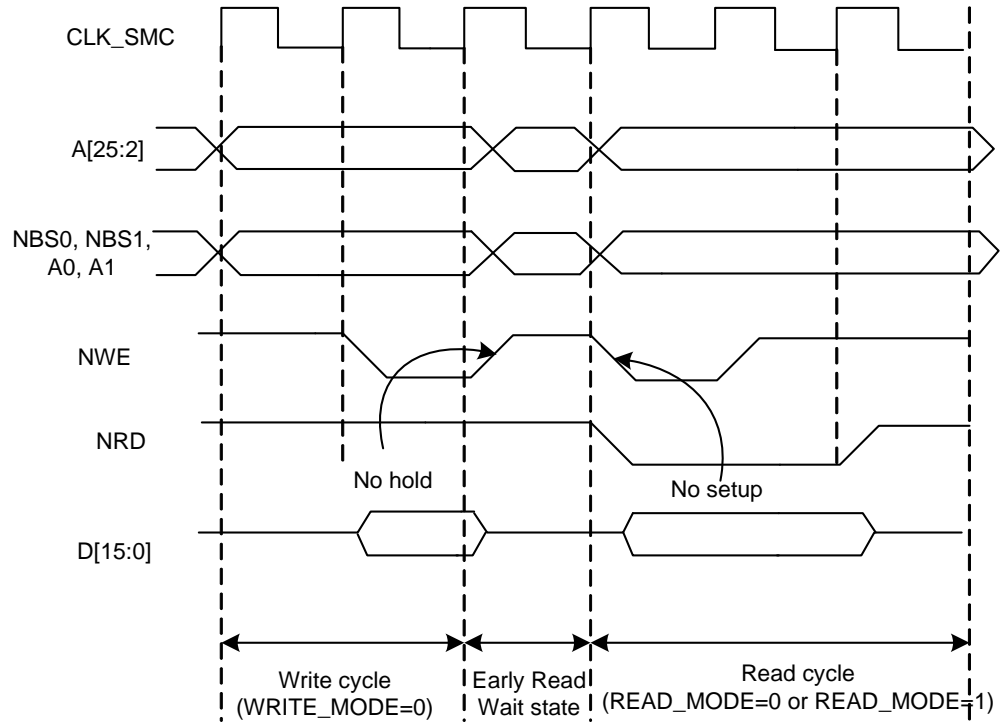 CLK_SMC
A[25:2]
NBS0, NBS1,
A0, A1
NWE
NRD
No hold
No setup
D[15:0]
Write cycle
(WRITE_MODE=0)
Early Read
Wait state
Read cycle
(READ_MODE=0 or READ_MODE=1)